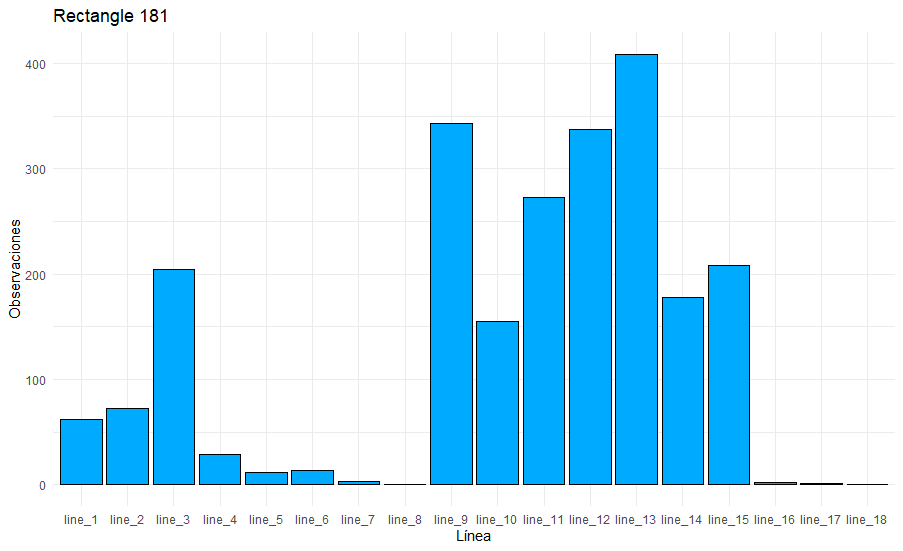 Rectangle 181
400
300
200
100
0
Observaciones
line_1 line_2 line_3 line_4 line_5 line_6 line_7 line_8 line_9 line_10 line_11 line_12 line_13 line_14 line_15 line_16 line_17 line_18
Línea